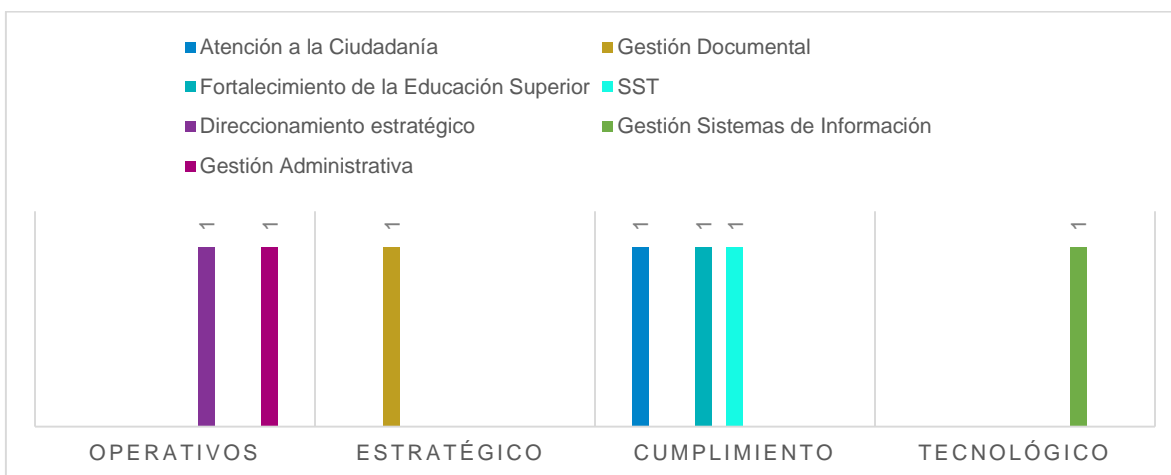 Atención a la Ciudadanía Gestión Documental
Fortalecimiento de la Educación Superior SST
Direccionamiento estratégico Gestión Sistemas de Información
Gestión Administrativa
1 1 1 1 1 1 1
OPERATIVOS ESTRATÉGICO CUMPLIMIENTO TECNOLÓGICO